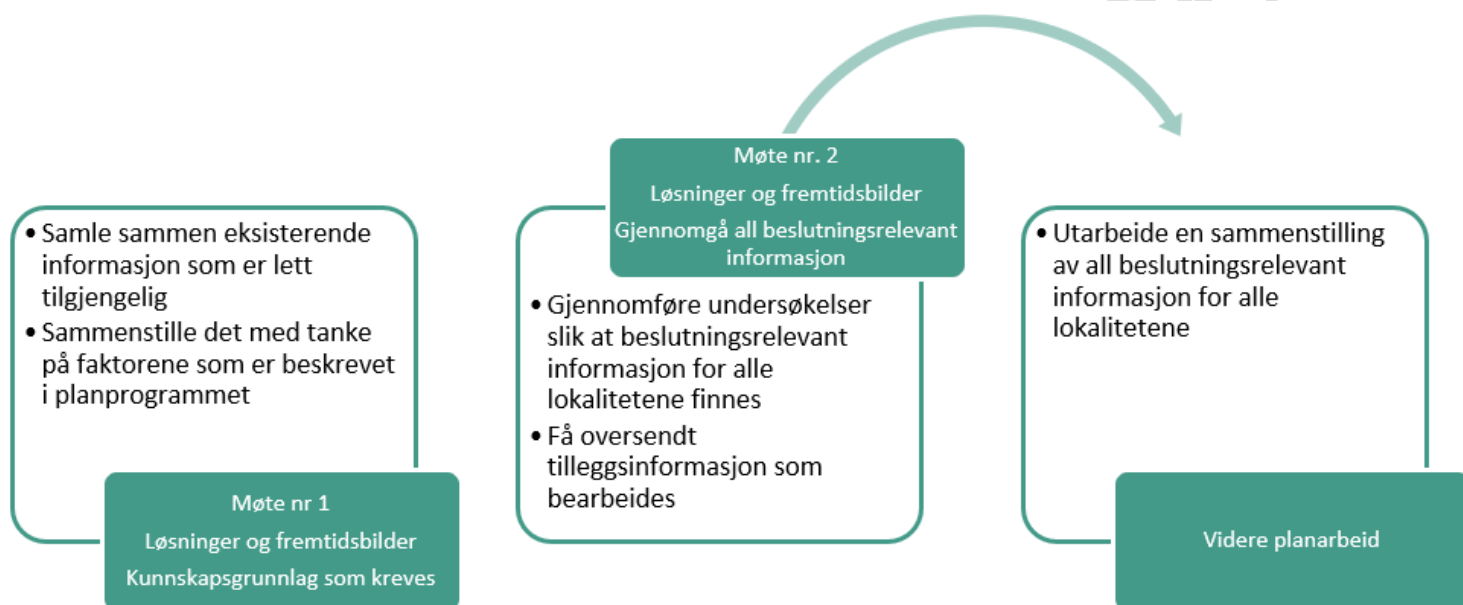 • Samle sammen eksisterende
informasjon som er lett
tilgjengelig
• Sammenstille det med tanke
på faktorene som er beskrevet
i planprogrammet
Møte nr 1
Løsninger og fremtidsbilder
Kunnskapsgrunnlag som kreves
Møte nr. 2
Løsninger og fremtidsbilder
Gjennomgå all beslutningsrelevant
informasjon
• Gjennomføre undersøkelser
slik at beslutningsrelevant
informasjon for alle
lokalitetene finnes
• Få oversendt
tilleggsinformasjon som
bearbeides
• Utarbeide en sammenstilling
av all beslutningsrelevant
informasjon for alle
lokalitetene
Videre planarbeid